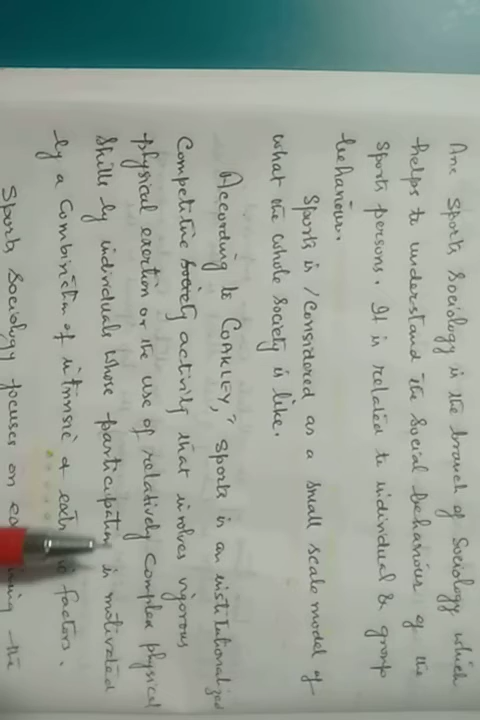 Ans Sports Sociology is the branch of Sociology which
helps to understand the Social behaviour of the
Sports persons. It is related to individual & group
behaviour.
Sports is / Considered as a small scale model of
what the whole Society is like.
According to COAKLEY," Sports is an institutionalized
Competitive Society activity that involves vigorous
physical exertion or the use of relatively Complex physical
Skills by individuals whose participation is motivated
by a Combination of intrinsic & factors.
Sports Sociology focuses on the